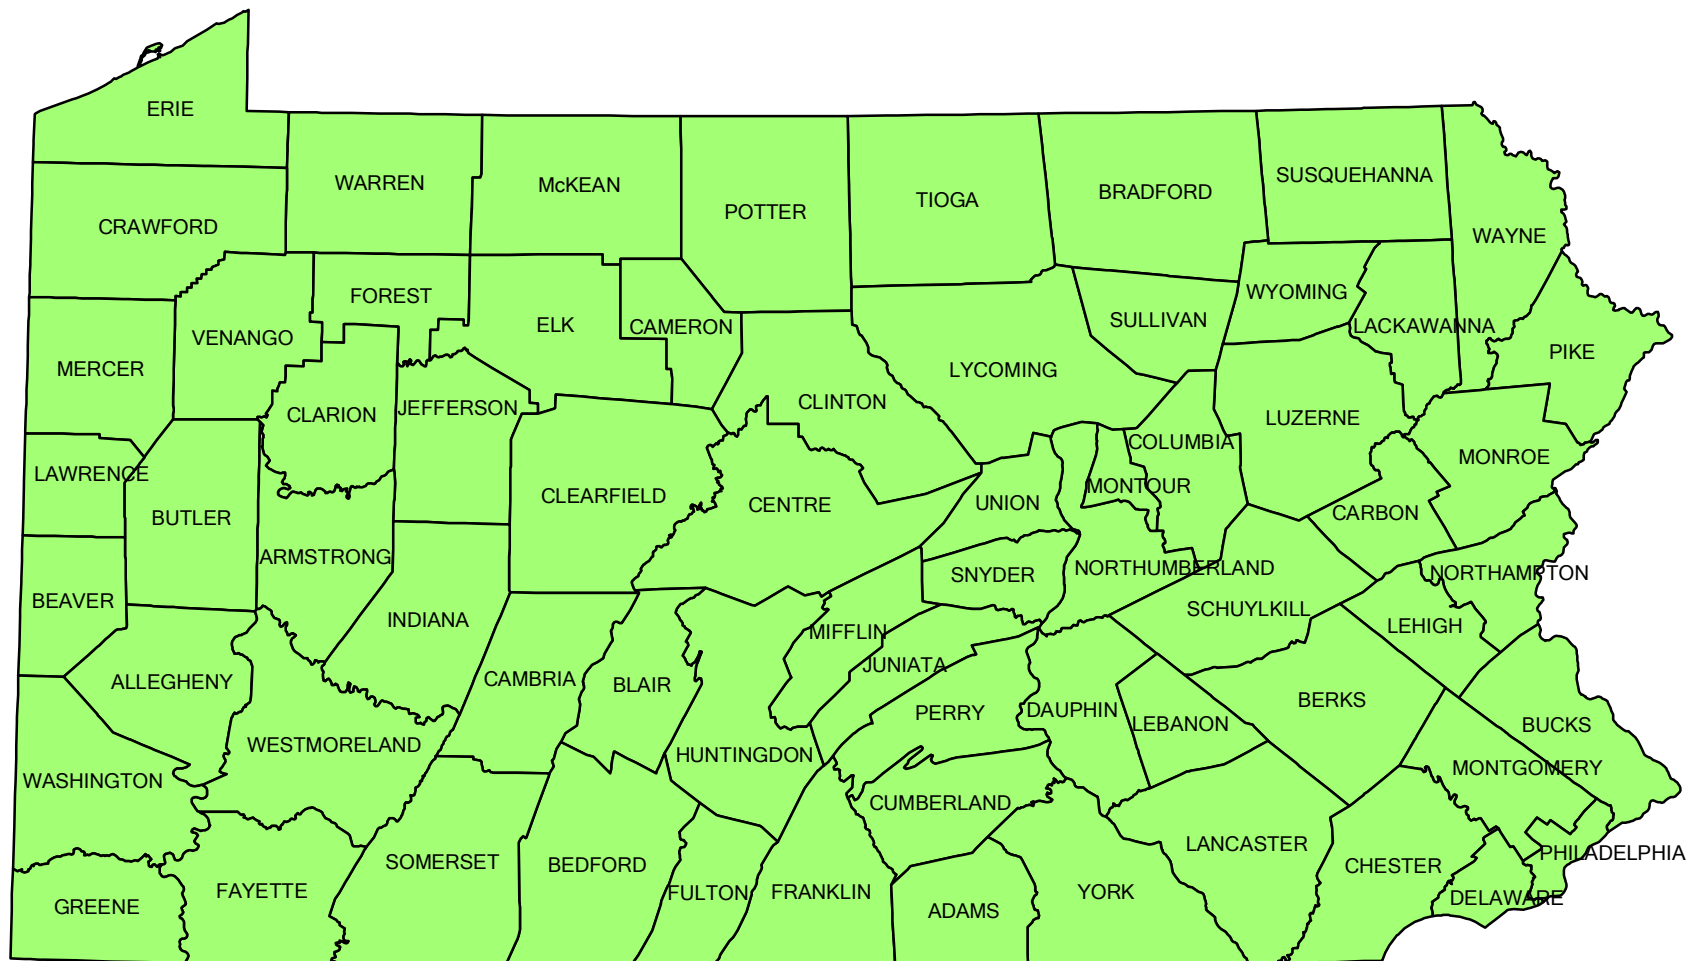 ERIE
WARREN
McKEAN
POTTER
TIOGA
BRADFORD
SUSQUEHANNA
WAYNE
CRAWFORD
FOREST
ELK
CAMERON
VENANGO
SULLIVAN
WYOMING
LACKAWANNA
PIKE
MERCER
CLARION
JEFFERSON
CLINTON
LYCOMING
COLUMBIA
LUZERNE
MONROE
LAWRENCE
BUTLER
CLEARFIELD
CENTRE
UNION
MONTOUR
CARBON
ARMSTRONG
SNYDER
NORTHUMBERLAND
NORTHAMPTON
BEAVER
INDIANA
MIFFLIN
SCHUYLKILL
LEHIGH
ALLEGHENY
CAMBRIA
BLAIR
JUNIATA
PERRY
DAUPHIN
LEBANON
BERKS
BUCKS
WESTMORELAND
HUNTINGDON
WASHINGTON
CUMBERLAND
MONTGOMERY
SOMERSET
BEDFORD
LANCASTER
CHESTER
PHILADELPHIA
GREENE
FAYETTE
FULTON
FRANKLIN
ADAMS
YORK
DELAWARE